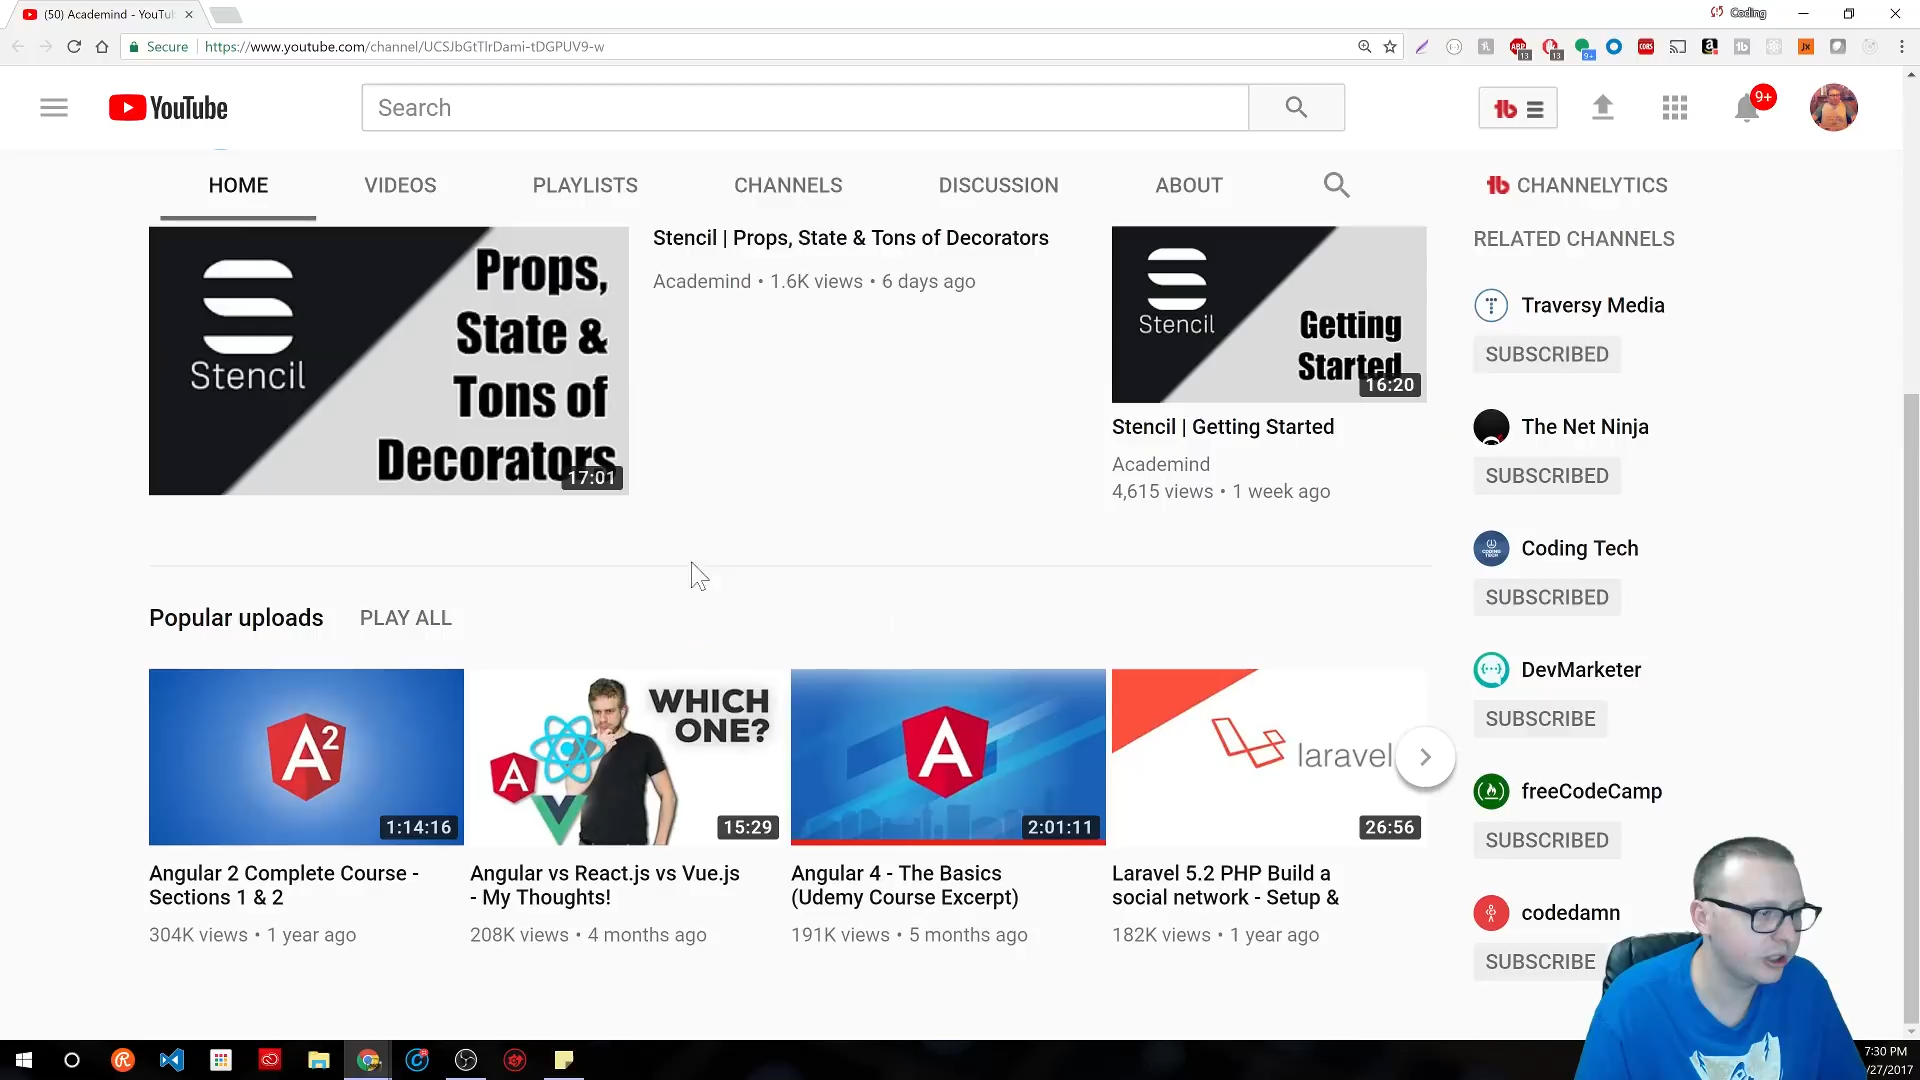 (50) Academind - YouTu
Coding
Secure
https://www.youtube.com/channel/UCSJbGtTlrDami-tDGPUV9-w
YouTube
Search
9+
HOME
VIDEOS
PLAYLISTS
CHANNELS
DISCUSSION
ABOUT
CHANNELYTICS
Props,
State &
Tons of
Decorators
Stencil
17:01
Stencil | Props, State & Tons of Decorators
Academind • 1.6K views • 6 days ago
Stencil
Getting
Started
16:20
Stencil | Getting Started
Academind
4,615 views • 1 week ago
RELATED CHANNELS
Traversy Media
SUBSCRIBED
The Net Ninja
SUBSCRIBED
Coding Tech
SUBSCRIBED
DevMarketer
SUBSCRIBE
freeCodeCamp
SUBSCRIBED
codedamn
SUBSCRIBE
Popular uploads
PLAY ALL
A2
1:14:16
WHICH
ONE?
15:29
A
2:01:11
laravel
26:56
Angular 2 Complete Course -
Sections 1 & 2
304K views • 1 year ago
Angular vs React.js vs Vue.js
- My Thoughts!
208K views • 4 months ago
Angular 4 - The Basics
(Udemy Course Excerpt)
191K views • 5 months ago
Laravel 5.2 PHP Build a
social network - Setup &
182K views • 1 year ago
7:30 PM
/27/2017